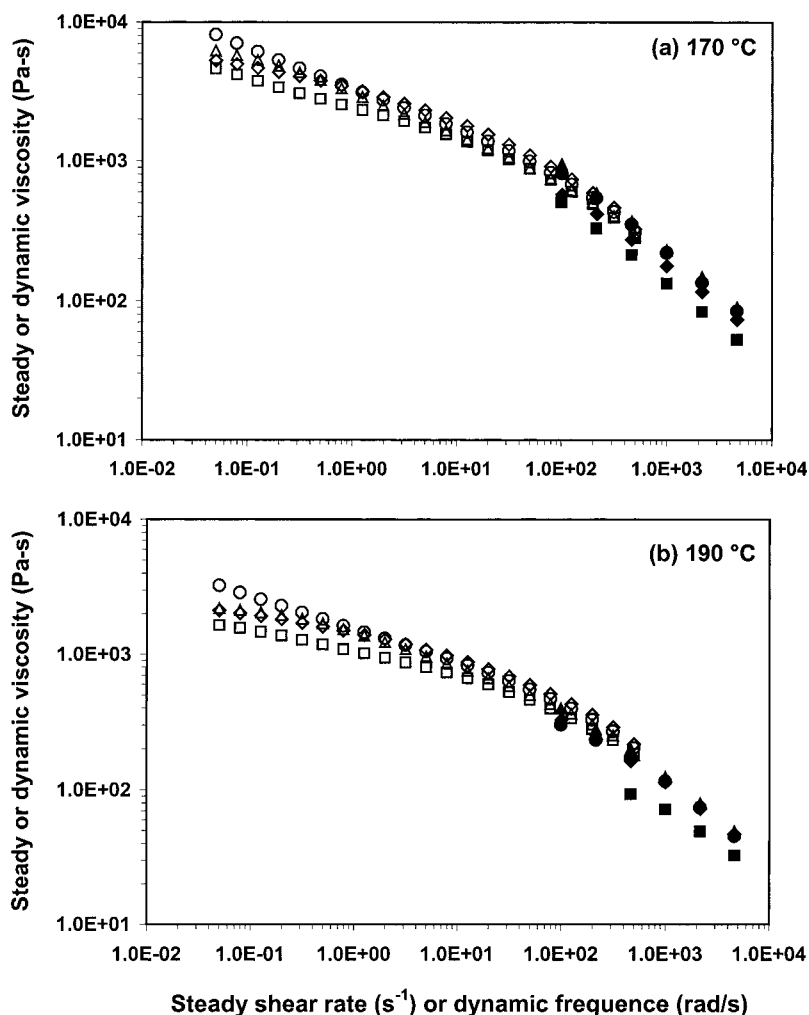 (a) 170 °C
Steady or dynamic viscosity (Pa-s)
1.0E+04
1.0E+03
1.0E+02
1.0E+01
1.0E-02 1.0E-01 1.0E+00 1.0E+01 1.0E+02 1.0E+03 1.0E+04
(b) 190 °C
Steady or dynamic viscosity (Pa-s)
1.0E+04
1.0E+03
1.0E+02
1.0E+01
1.0E-02 1.0E-01 1.0E+00 1.0E+01 1.0E+02 1.0E+03 1.0E+04
Steady shear rate (s⁻¹) or dynamic frequence (rad/s)